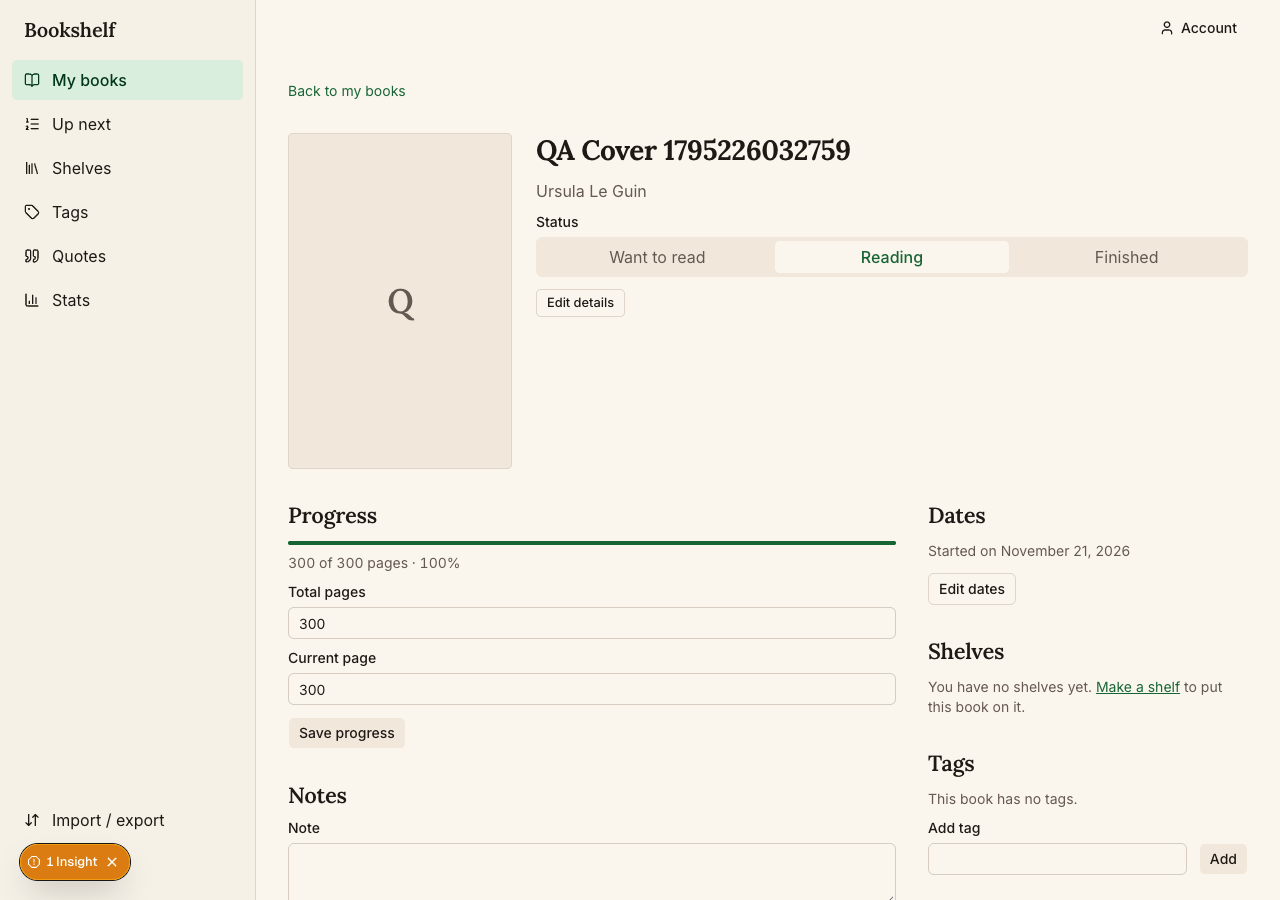 Bookshelf
My books
Up next
Shelves
Tags
Quotes
Stats
Import / export
1 Insight
Account
Back to my books
Q
QA Cover 1795226032759
Ursula Le Guin
Status
Want to read
Reading
Finished
Edit details
Progress
300 of 300 pages · 100%
Total pages
300
Current page
300
Save progress
Notes
Note
Dates
Started on November 21, 2026
Edit dates
Shelves
You have no shelves yet. Make a shelf to put
this book on it.
Tags
This book has no tags.
Add tag
Add